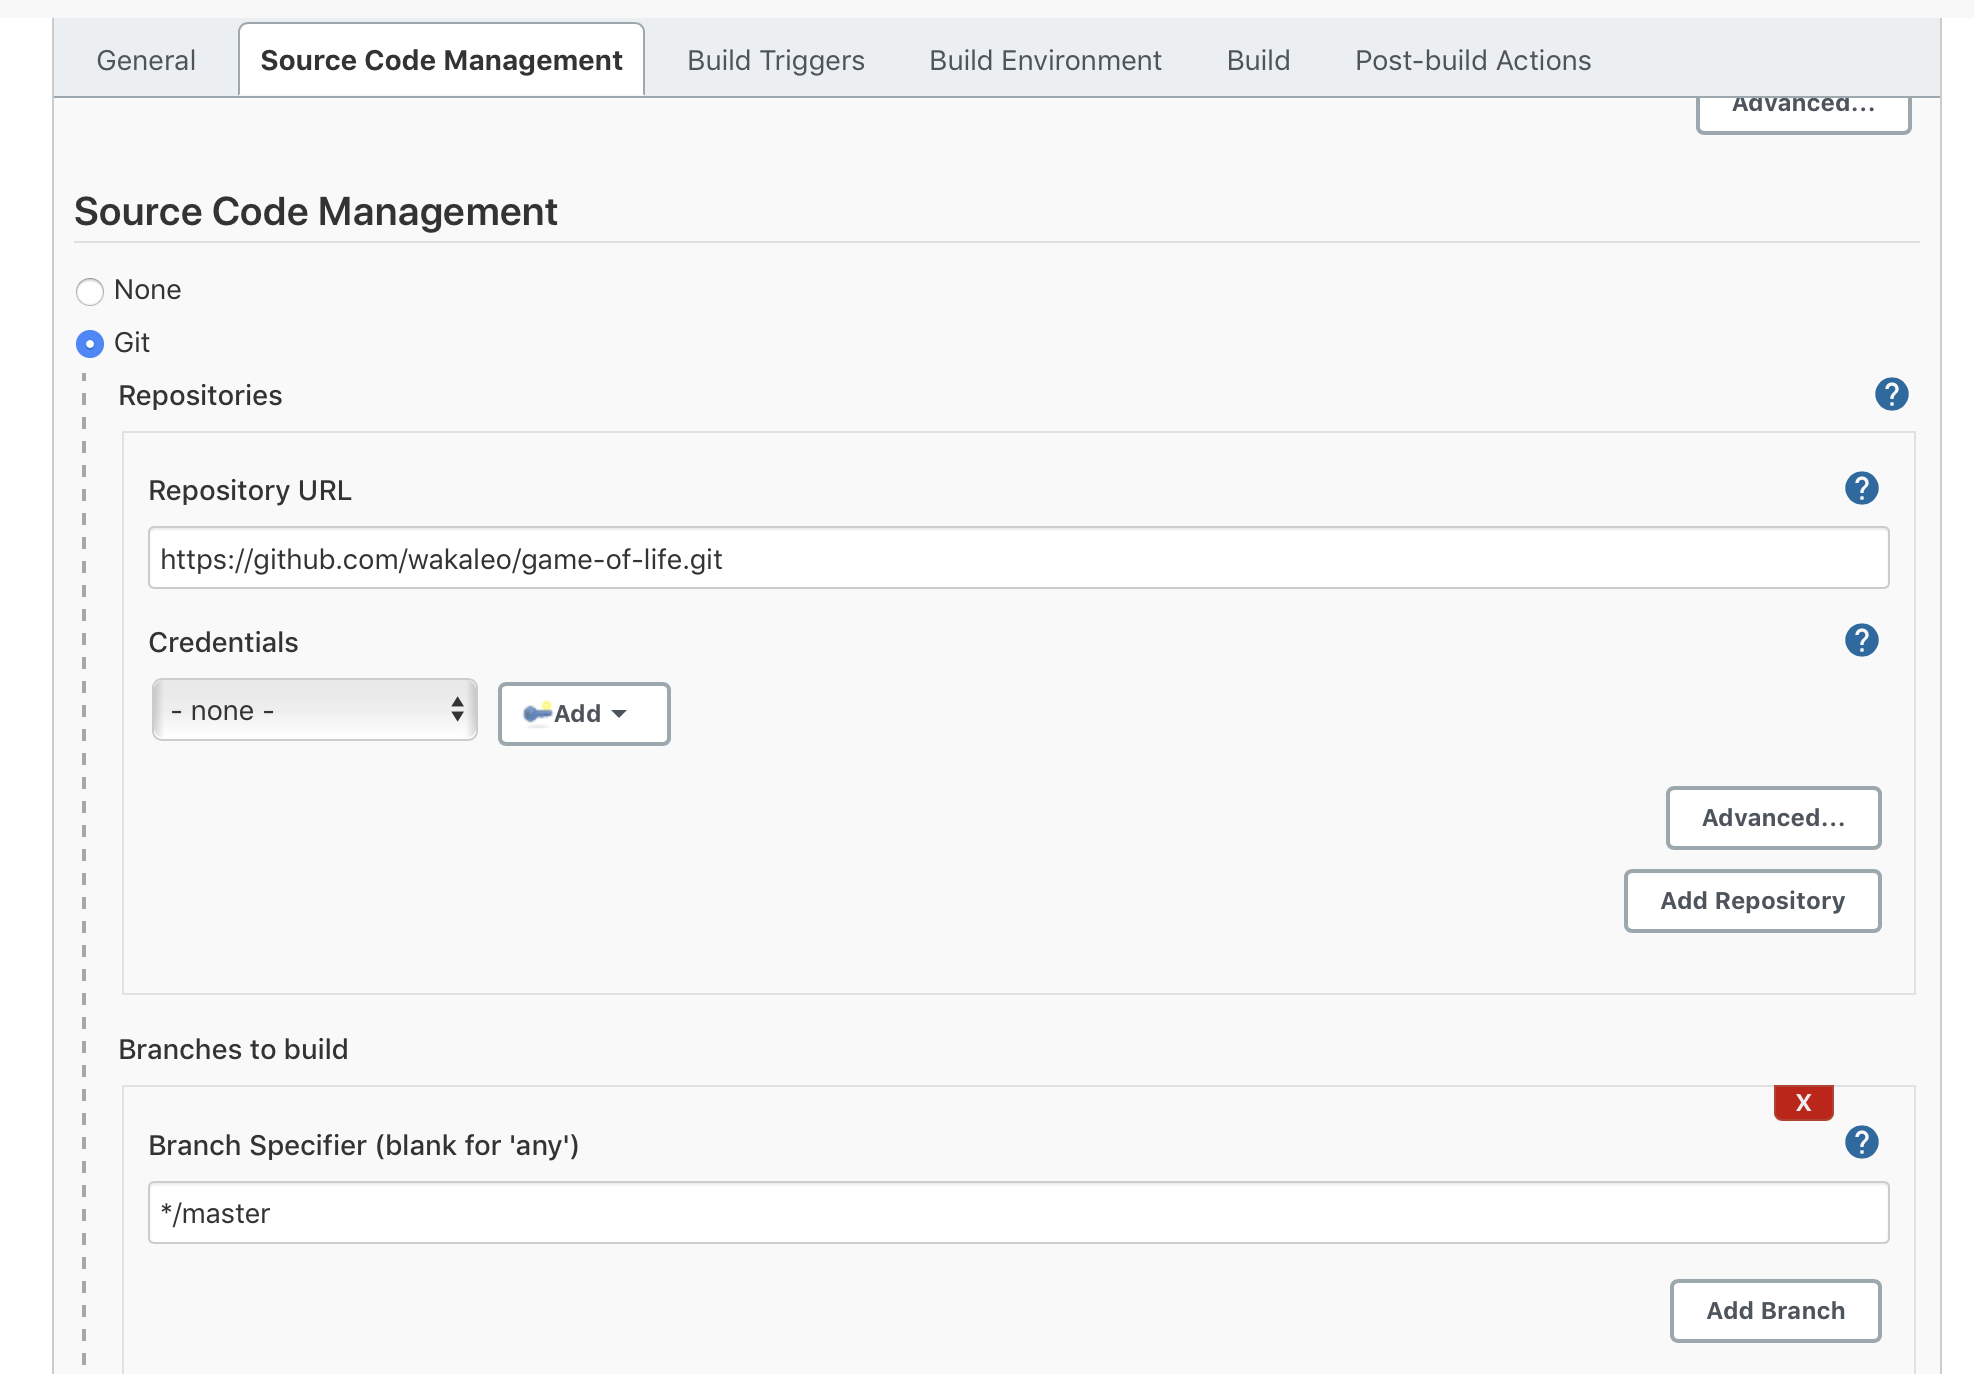 General Source Code Management Build Triggers Build Environment Build Post-build Actions
Advanced...
Source Code Management
None
Git
Repositories
?
Repository URL
?
https://github.com/wakaleo/game-of-life.git
Credentials
?
- none -
Add
Advanced...
Add Repository
Branches to build
X
Branch Specifier (blank for 'any')
?
*/master
Add Branch